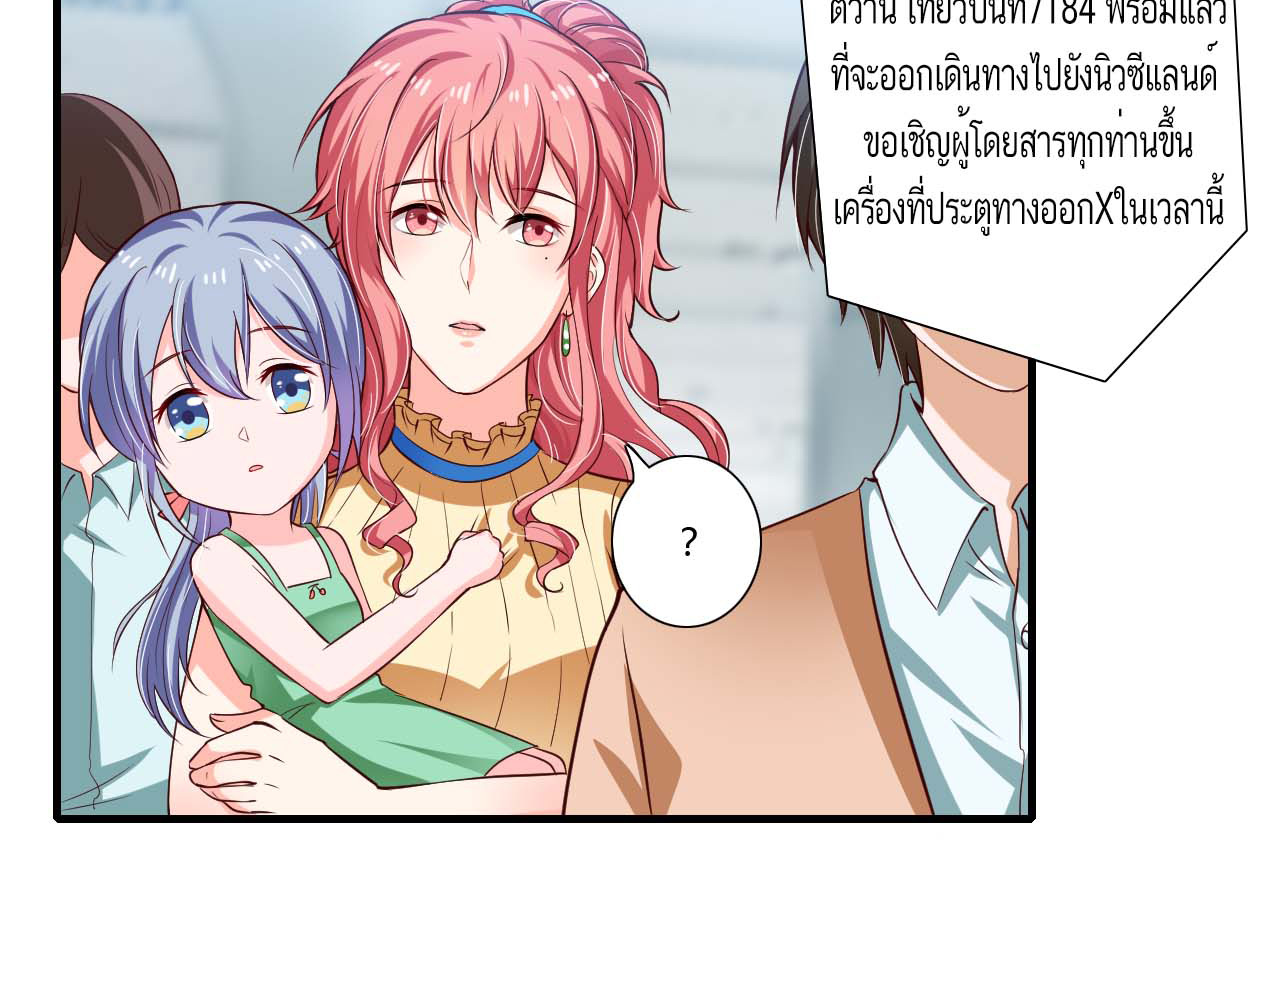 ตี้วาน เที่ยวบินที่7184 พร้อมแล้ว
ที่จะออกเดินทางไปยังนิวซีแลนด์
ขอเชิญผู้โดยสารทุกท่านขึ้น
เครื่องที่ประตูทางออกXในเวลานี้
?